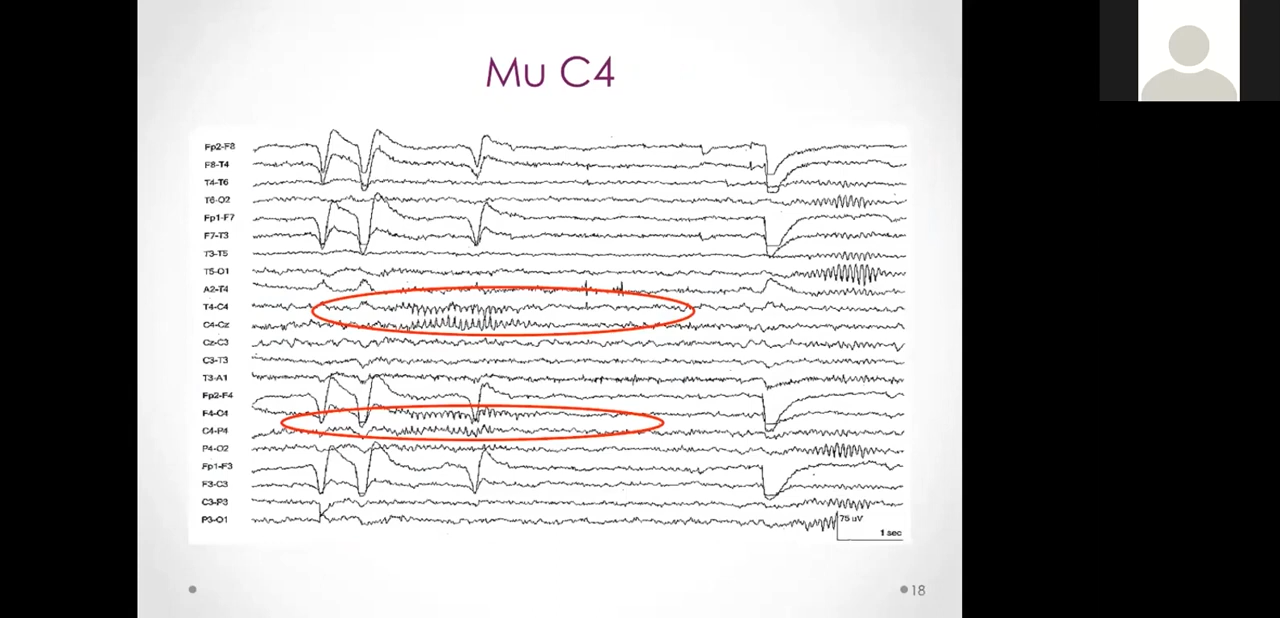 Mu C4
Fp2-F8
F8-T4
T4-T6
T6-O2
Fp1-F7
F7-T3
T3-T5
T5-O1
A2-T4
T4-C4
C4-Cz
Cz-C3
C3-T3
T3-A1
Fp2-F4
F4-C4
C4-P4
P4-O2
Fp1-F3
F3-C3
C3-P3
P3-O1
75 uV
1 sec
18